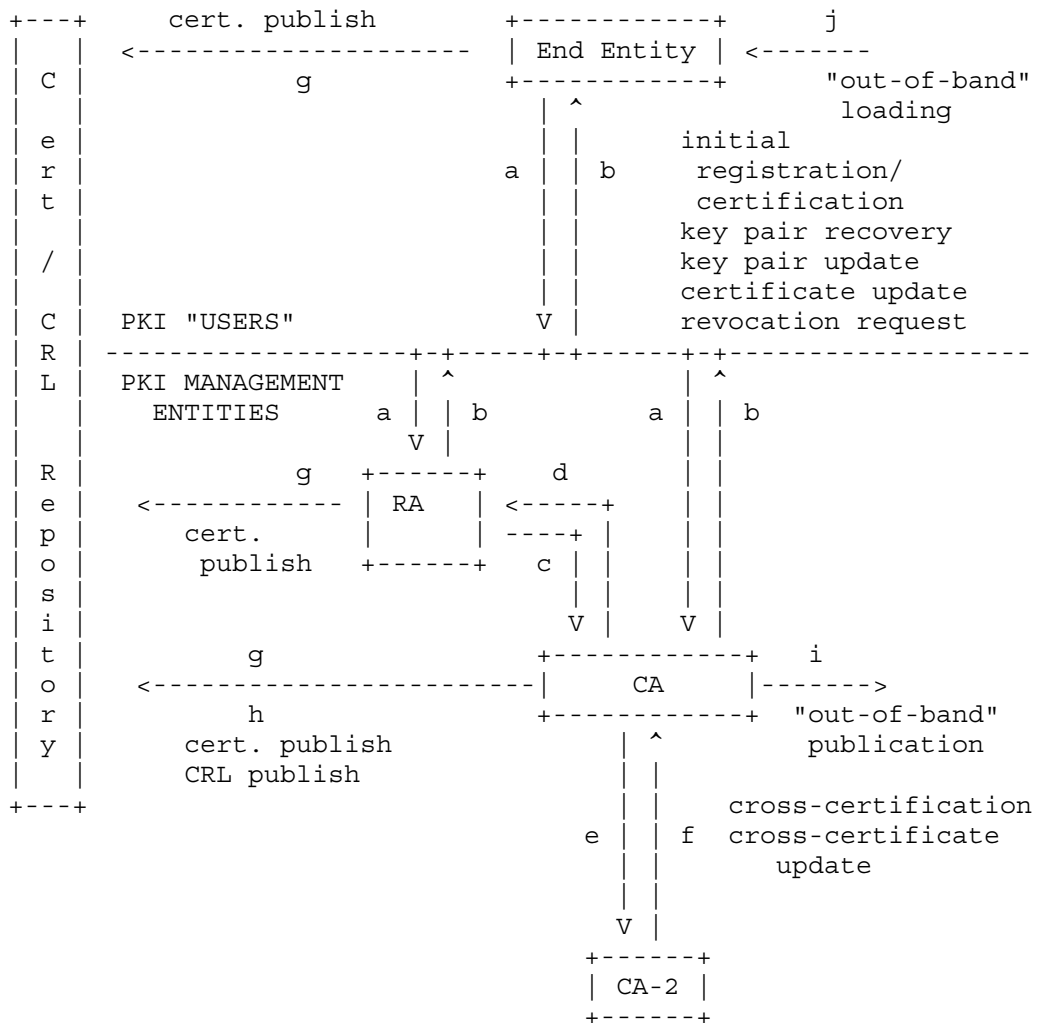 cert. publish j
End Entity
C g "out-of-band"
loading
e initial
r a b registration/
t certification
key pair recovery
/ key pair update
certificate update
C PKI "USERS" V revocation request
R
L PKI MANAGEMENT
ENTITIES a b a b
V
R g d
e RA
p cert.
o publish c
s
i V V
t g i
o CA
r h "out-of-band"
y cert. publish publication
CRL publish
cross-certification
e f cross-certificate
update
V
CA-2